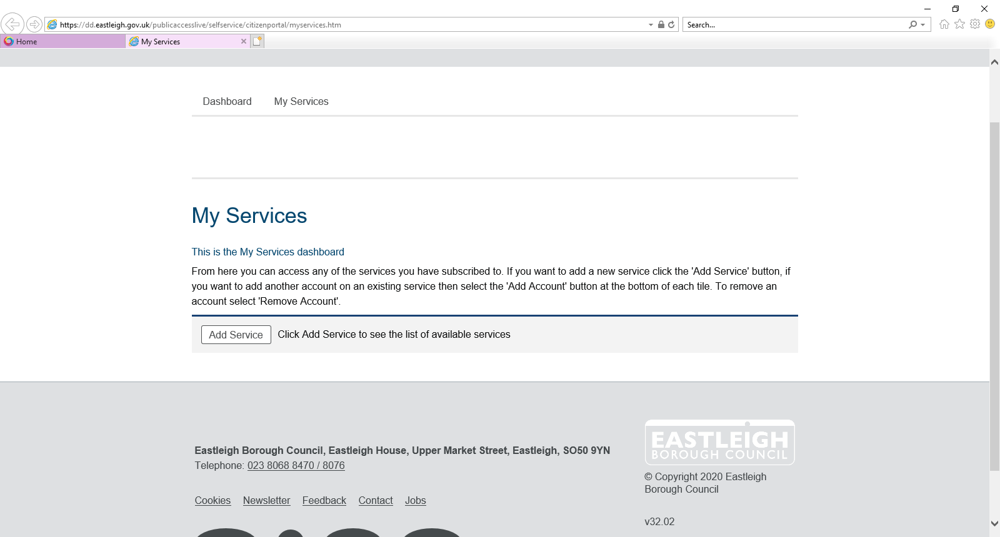 https://dd.eastleigh.gov.uk/publicaccesslive/selfservice/citizenportal/myservices.htm
Search...
Home
My Services
Dashboard
My Services
My Services
This is the My Services dashboard
From here you can access any of the services you have subscribed to. If you want to add a new service click the 'Add Service' button, if
you want to add another account on an existing service then select the 'Add Account' button at the bottom of each tile. To remove an
account select 'Remove Account'.
Add Service
Click Add Service to see the list of available services
Eastleigh Borough Council, Eastleigh House, Upper Market Street, Eastleigh, SO50 9YN
Telephone: 023 8068 8470 / 8076
Cookies
Newsletter
Feedback
Contact
Jobs
EASTLEIGH
BOROUGH COUNCIL
© Copyright 2020 Eastleigh
Borough Council
v32.02